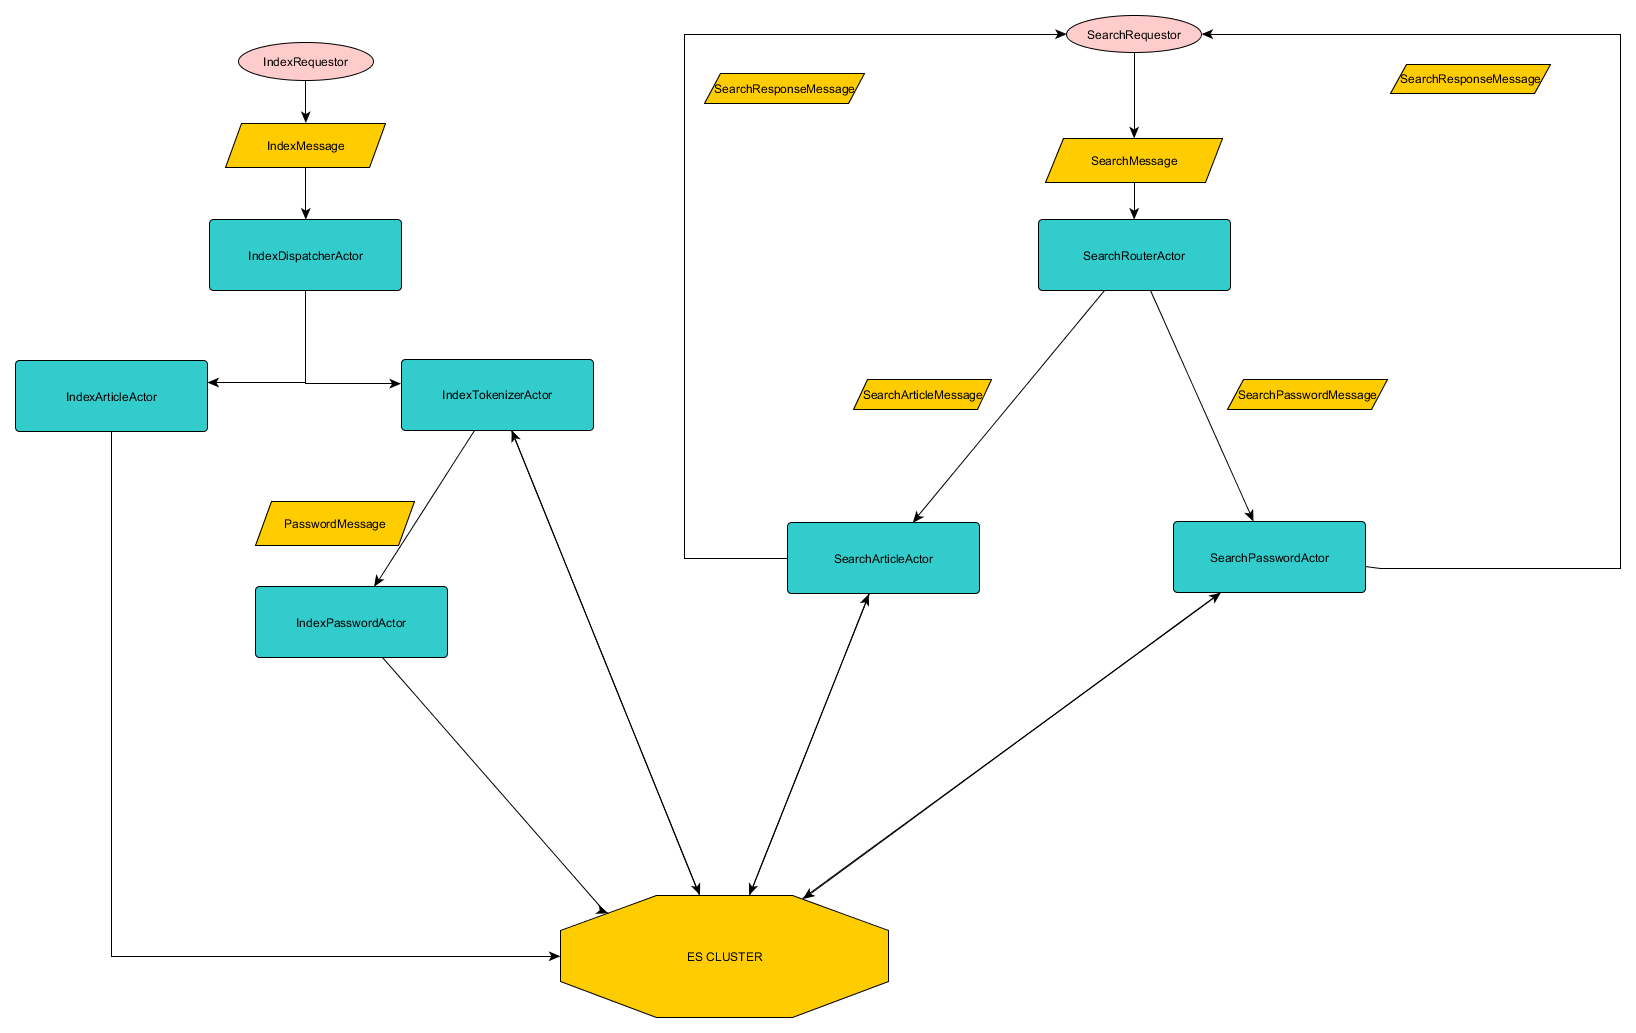 SearchRequestor
IndexRequestor
SearchResponseMessage
SearchResponseMessage
IndexMessage
SearchMessage
IndexDispatcherActor
SearchRouterActor
IndexArticleActor
IndexTokenizerActor
SearchArticleMessage
SearchPasswordMessage
PasswordMessage
SearchArticleActor
SearchPasswordActor
IndexPasswordActor
ES CLUSTER